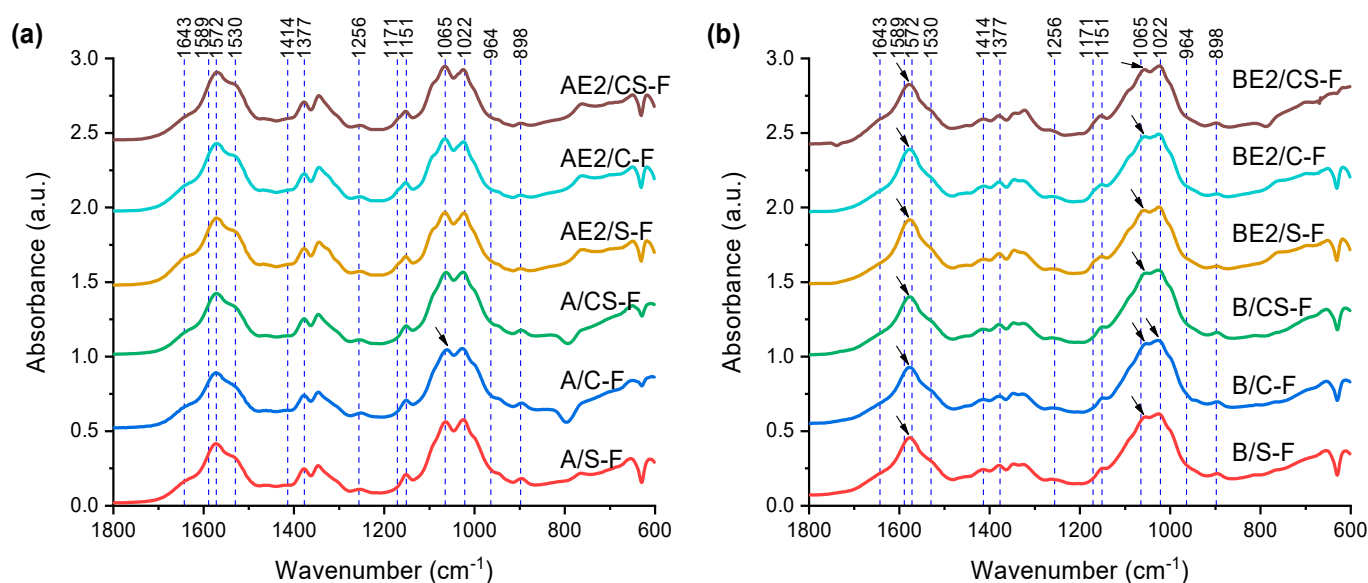 (a)
1643 1589 1572 1530 1414 1377 1256 1171 1151 1065 1022 964 898
3.0
2.5
2.0
1.5
1.0
0.5
0.0
Absorbance (a.u.)
AE2/CS-F
AE2/C-F
AE2/S-F
A/CS-F
A/C-F
A/S-F
1800 1600 1400 1200 1000 800 600
Wavenumber (cm⁻¹)
(b)
1643 1589 1572 1530 1414 1377 1256 1171 1151 1065 1022 964 898
3.0
2.5
2.0
1.5
1.0
0.5
0.0
Absorbance (a.u.)
BE2/CS-F
BE2/C-F
BE2/S-F
B/CS-F
B/C-F
B/S-F
1800 1600 1400 1200 1000 800 600
Wavenumber (cm⁻¹)